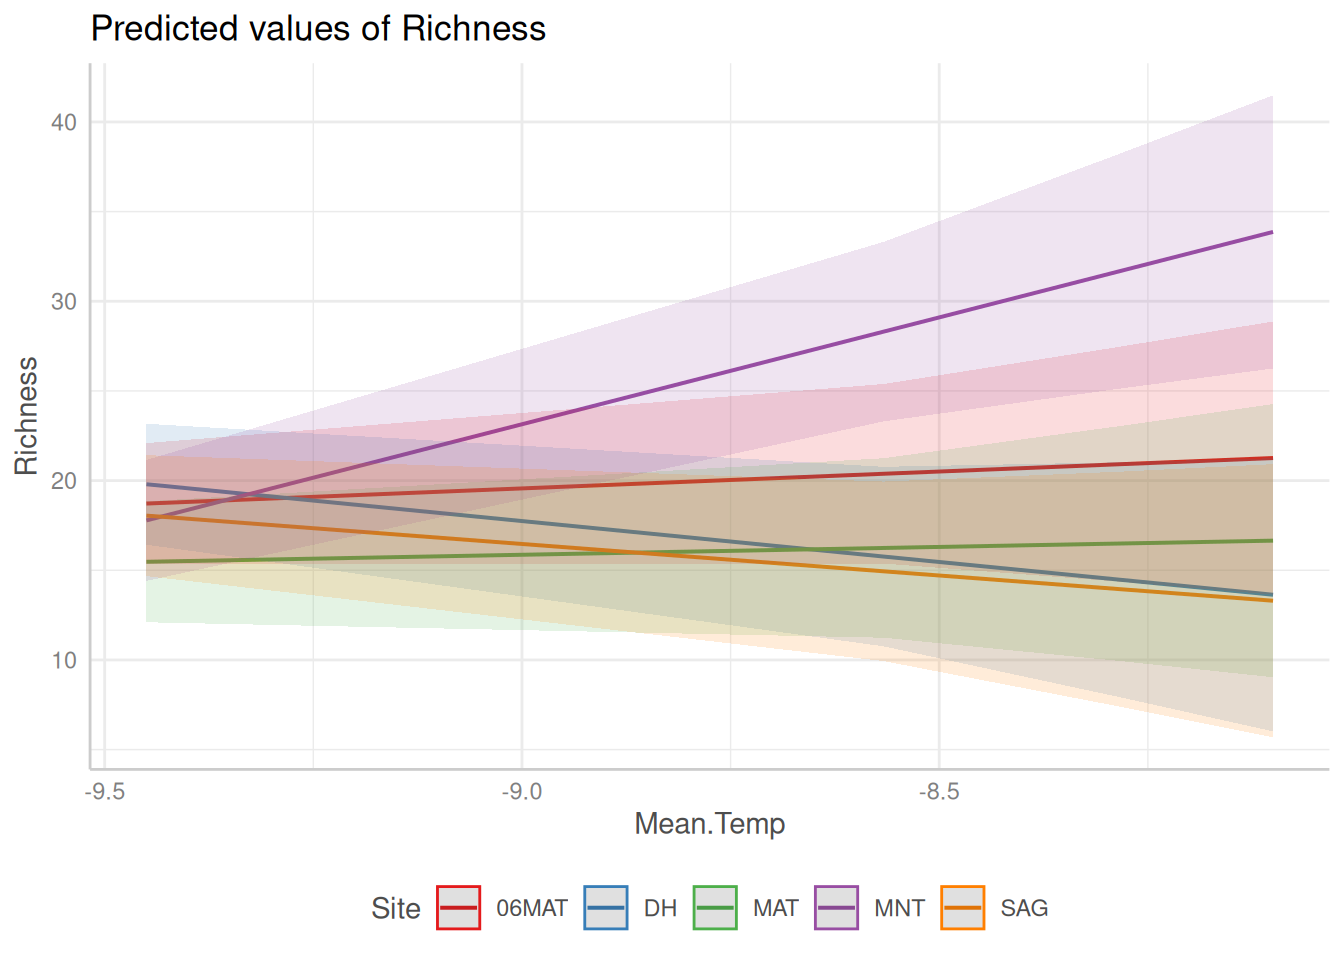 Predicted values of Richness
40
30
20
10
Richness
-9.5 -9.0 -8.5
Mean.Temp
Site 06MAT DH MAT MNT SAG